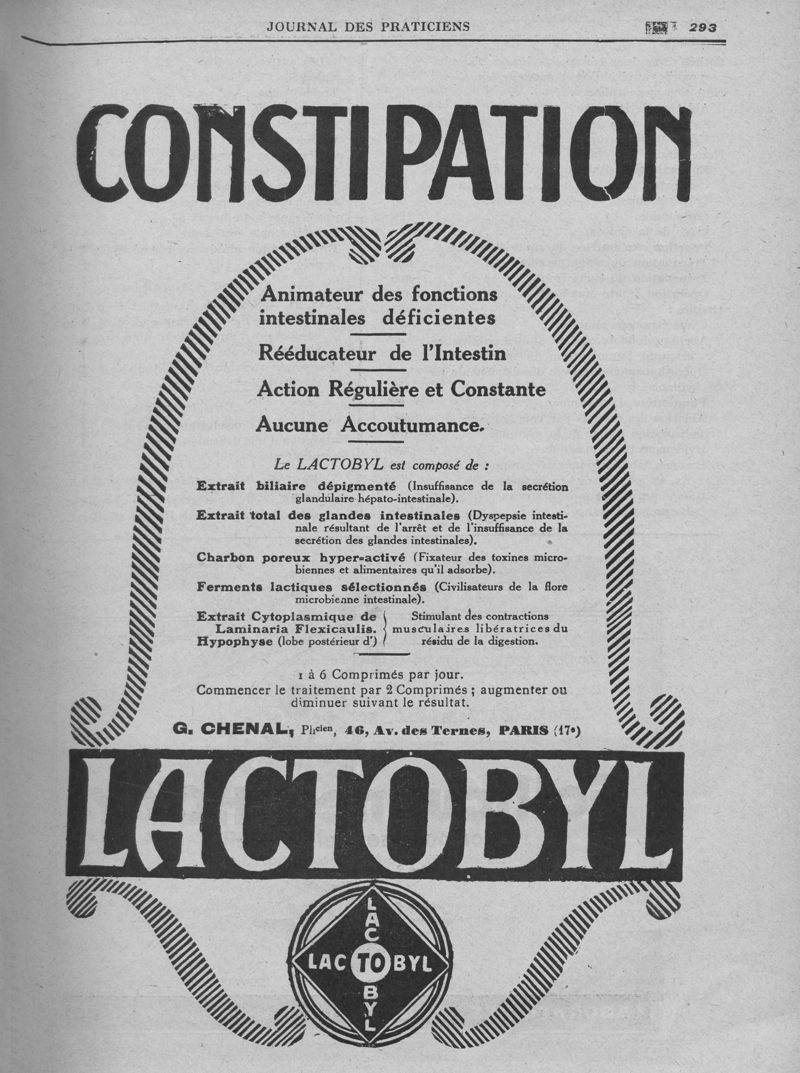 JOURNAL DES PRATICIENS
293
CONSTIPATION
Animateur des fonctions
intestinales déficientes
Rééducateur de l'Intestin
Action Régulière et Constante
Aucune Accoutumance.
Le LACTOBYL est composé de :
Extrait biliaire dépigmenté (Insuffisance de la secrétion
glandulaire hépato-intestinale).
Extrait total des glandes intestinales (Dyspepsie intesti-
nale résultant de l'arrêt et de l'insuffisance de la
secrétion des glandes intestinales).
Charbon poreux hyper=activé (Fixateur des toxines micro-
biennes et alimentaires qu'il adsorbe).
Ferments lactiques sélectionnés (Civilisateurs de la flore
microbienne intestinale).
Extrait Cytoplasmique de
Laminaria Flexicaulis.
Hypophyse (lobe postérieur d')
Stimulant des contractions
musculaires libératrices du
résidu de la digestion.
1 à 6 Comprimés par jour.
Commencer le traitement par 2 Comprimés ; augmenter ou
diminuer suivant le résultat.
G. CHENAL, Phcien, 46, Av. des Ternes, PARIS (17e)
LACTOBYL
LACTOBYL
LACTOBYL